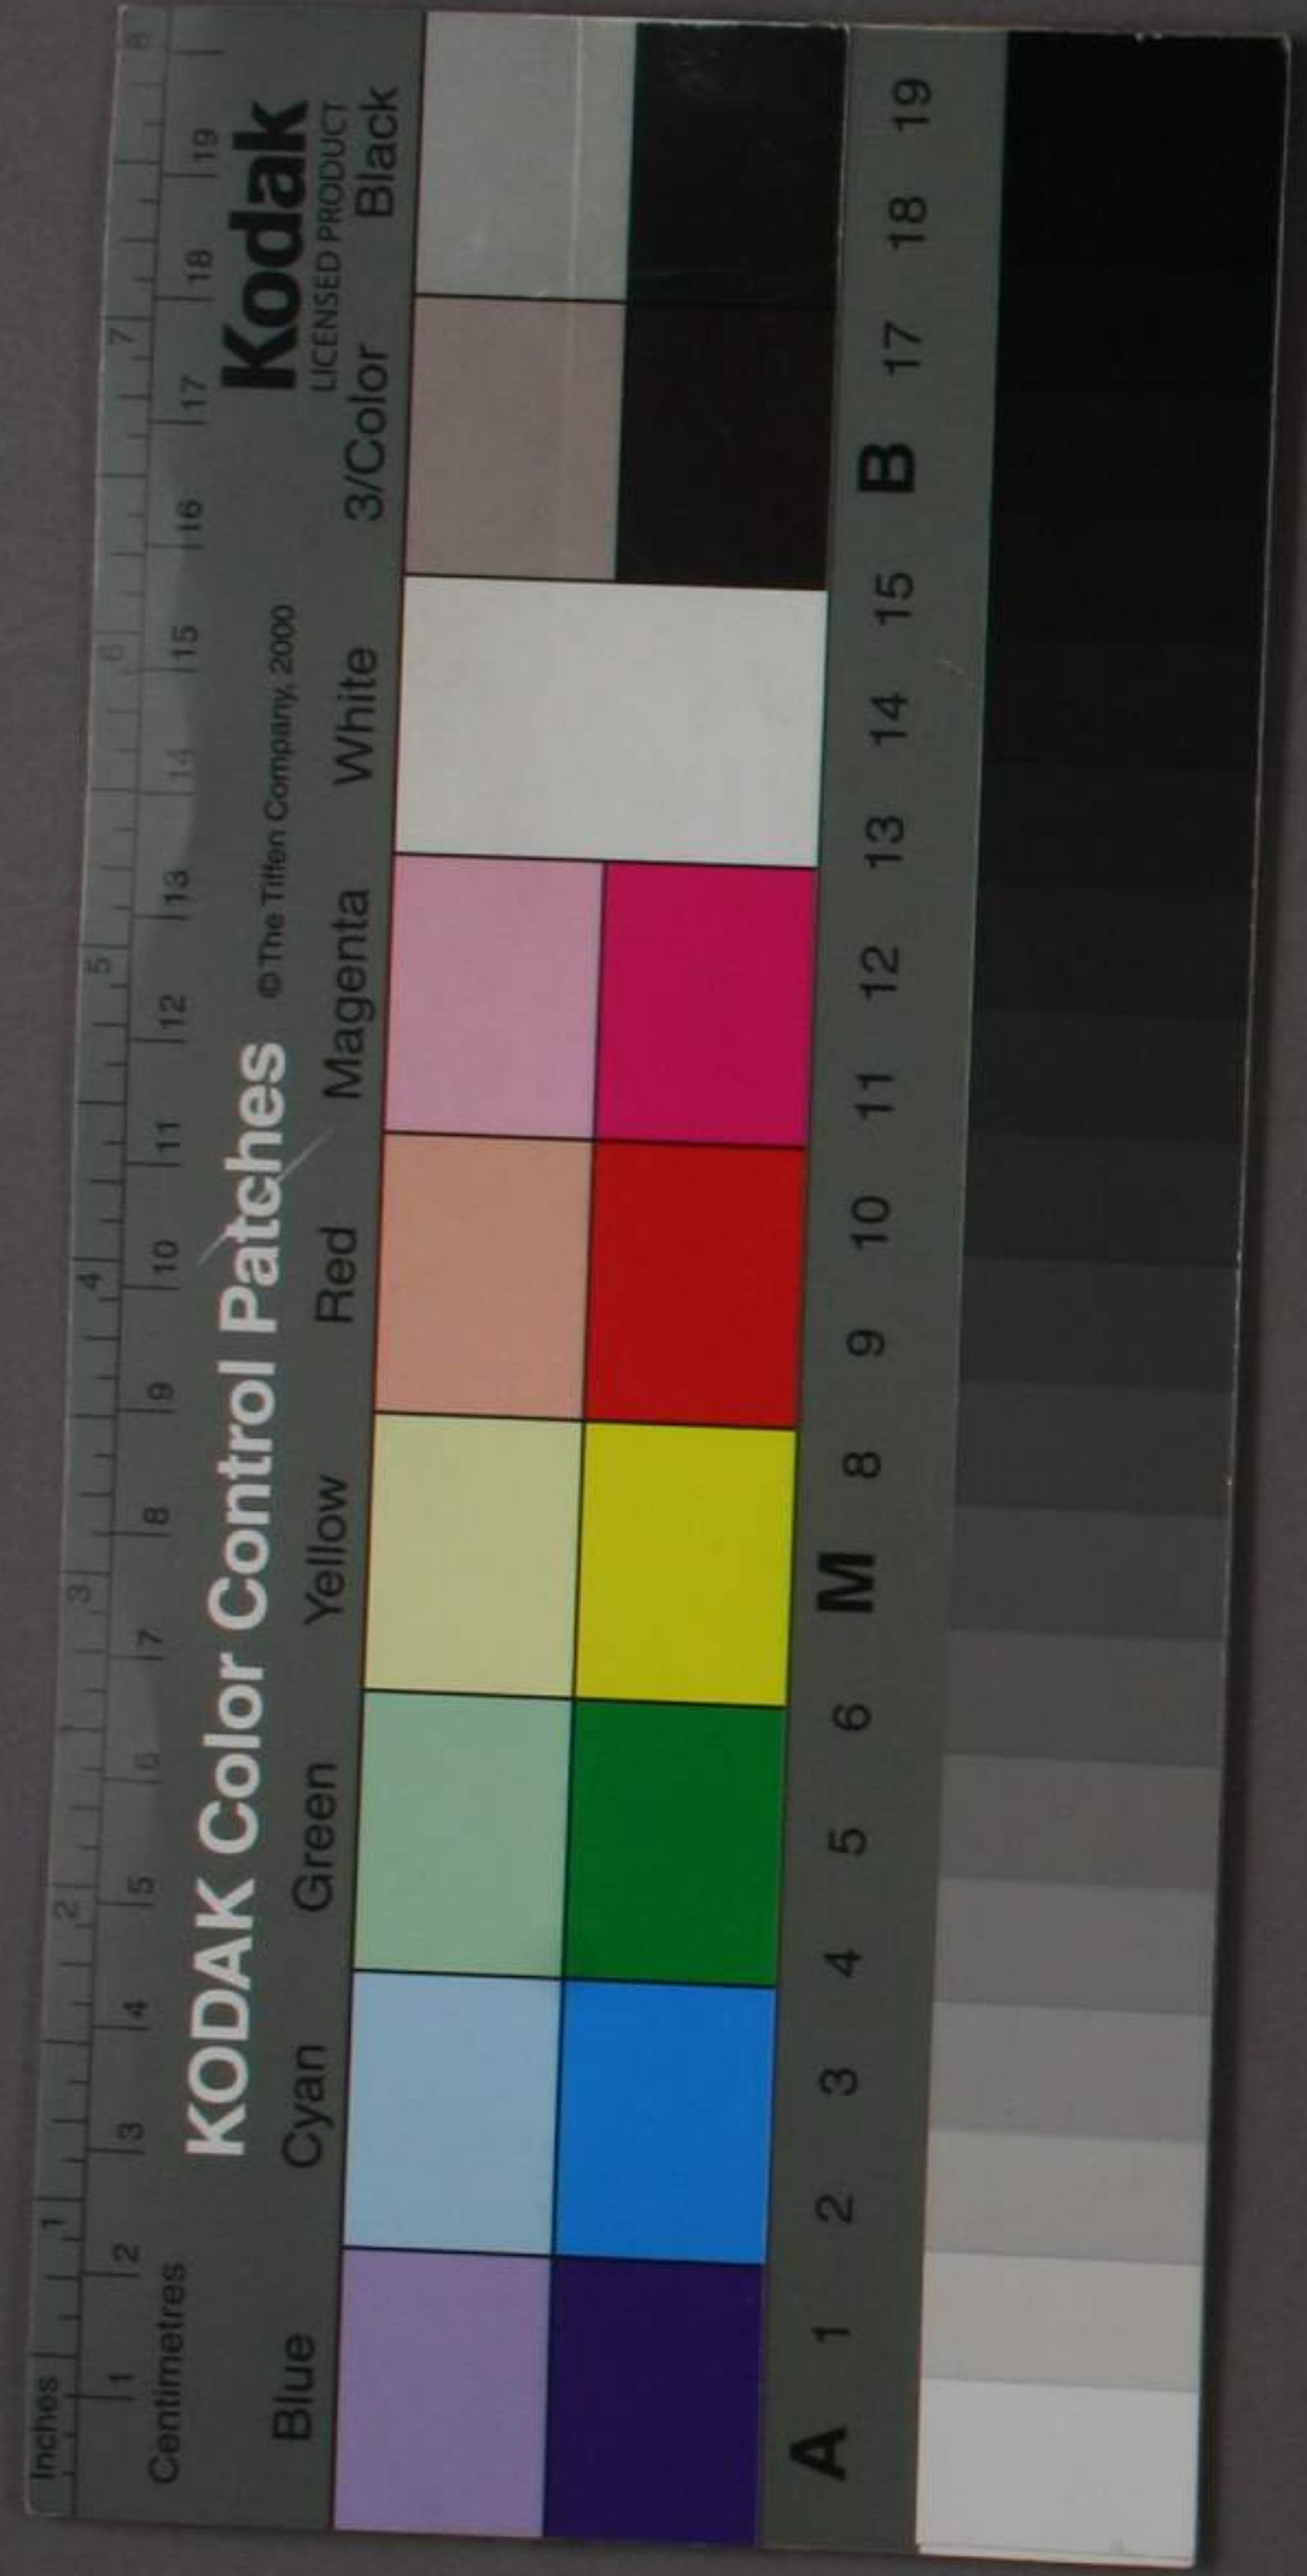 Inches 1 2 3 4 5 6 7 8
1 2 3 4 5 6 7 8 9 10 11 12 13 14 15 16 17 18 19
Centimetres
KODAK Color Control Patches © The Tiffen Company, 2000 Kodak
LICENSED PRODUCT
Blue Cyan Green Yellow Red Magenta White 3/Color Black
A 1 2 3 4 5 6 M 8 9 10 11 12 13 14 15 B 17 18 19